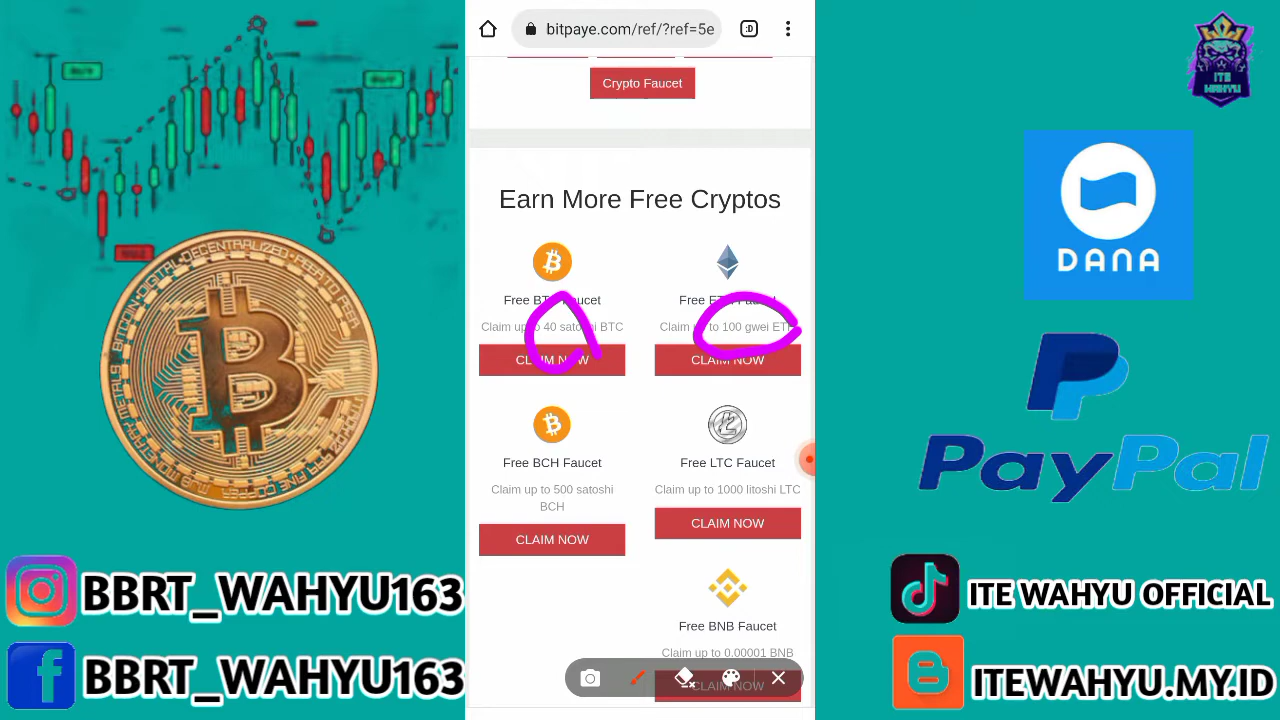 bitpaye.com/ref/?ref=5e
:D
ITE
WAHYU
Crypto Faucet
DANA
Earn More Free Cryptos
Free BTC Faucet
Claim up to 40 satoshi BTC
CLAIM NOW
Free ETH Faucet
Claim up to 100 gwei ETH
CLAIM NOW
Free BCH Faucet
Claim up to 500 satoshi
BCH
CLAIM NOW
Free LTC Faucet
Claim up to 1000 litoshi LTC
CLAIM NOW
Free BNB Faucet
Claim up to 0.00001 BNB
CLAIM NOW
PayPal
BBRT_WAHYU163
BBRT_WAHYU163
ITE WAHYU OFFICIAL
ITEWAHYU.MY.ID